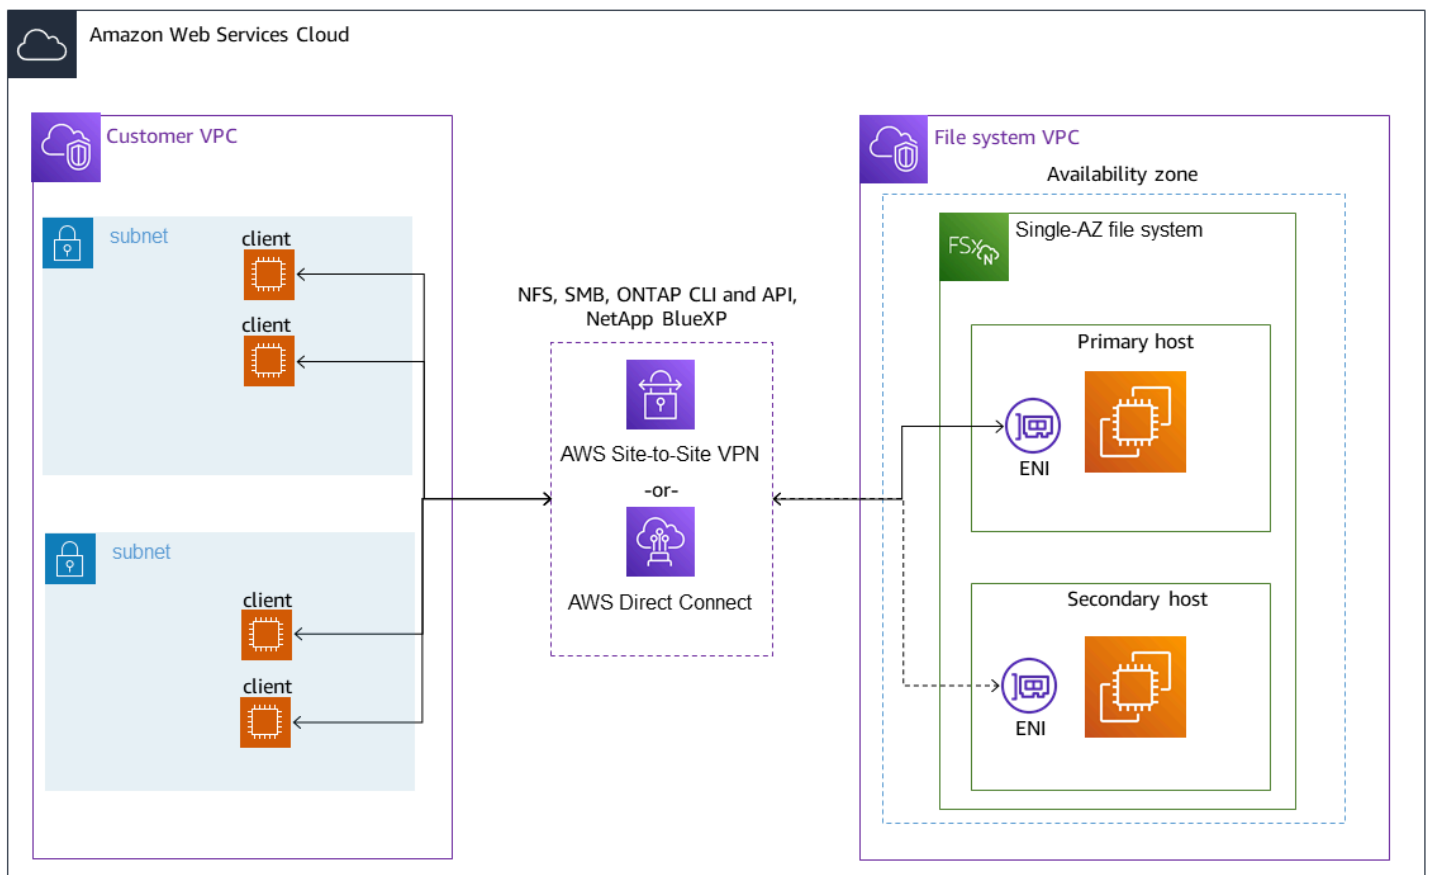 Amazon Web Services Cloud
Customer VPC
subnet
client
client
subnet
client
client
NFS, SMB, ONTAP CLI and API,
NetApp BlueXP
AWS Site-to-Site VPN
-or-
AWS Direct Connect
File system VPC
Availability zone
FSx
N
Single-AZ file system
Primary host
ENI
Secondary host
ENI